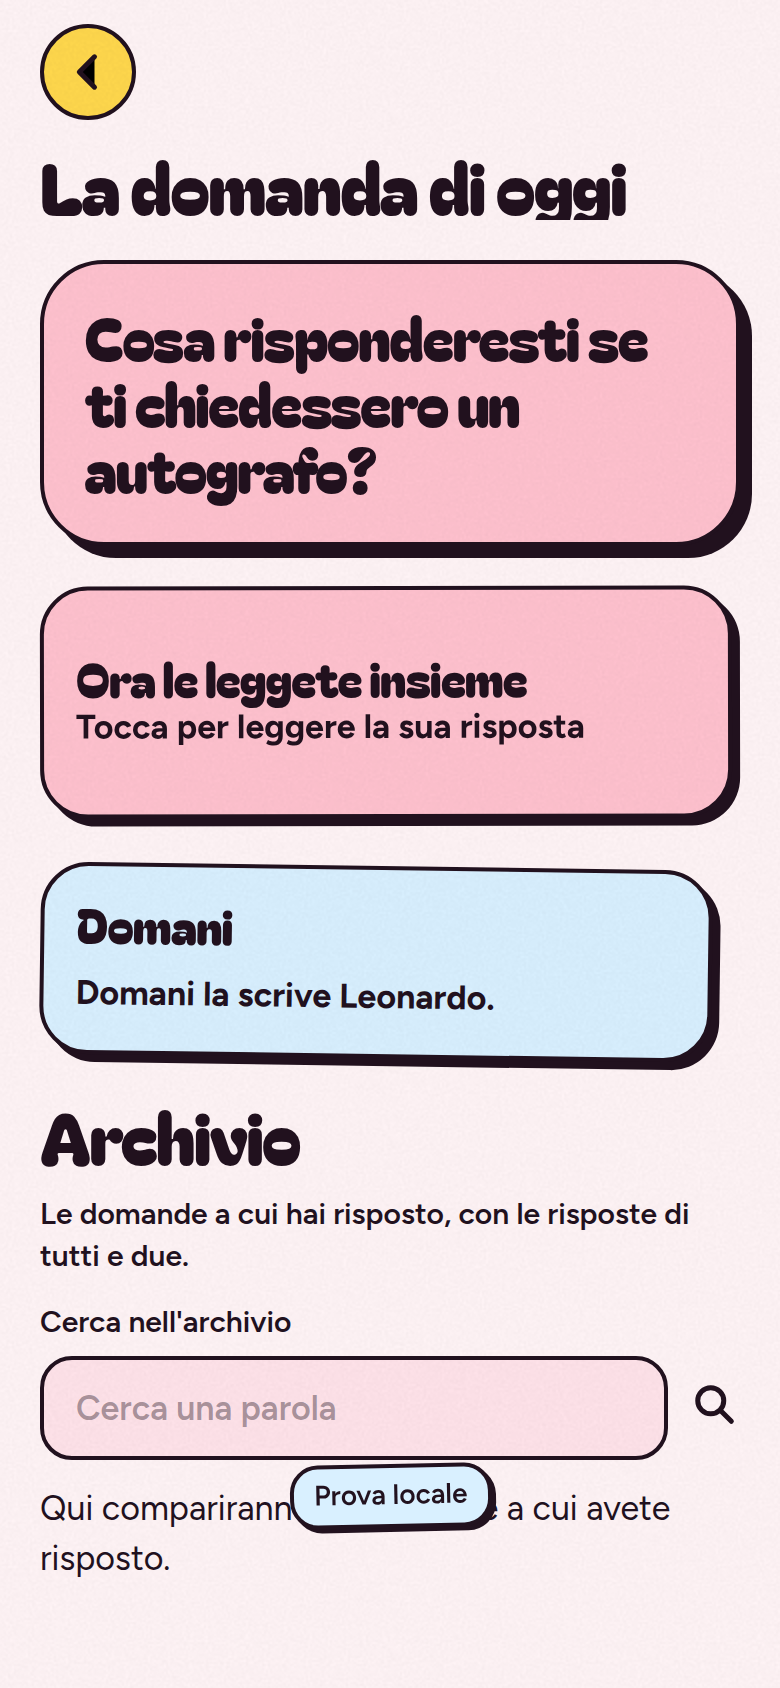 La domanda di oggi
Cosa risponderesti se
ti chiedessero un
autografo?
Ora le leggete insieme
Tocca per leggere la sua risposta
Domani
Domani la scrive Leonardo.
Archivio
Le domande a cui hai risposto, con le risposte di
tutti e due.
Cerca nell'archivio
Cerca una parola
Prova locale
Qui a cui avete
risposto.